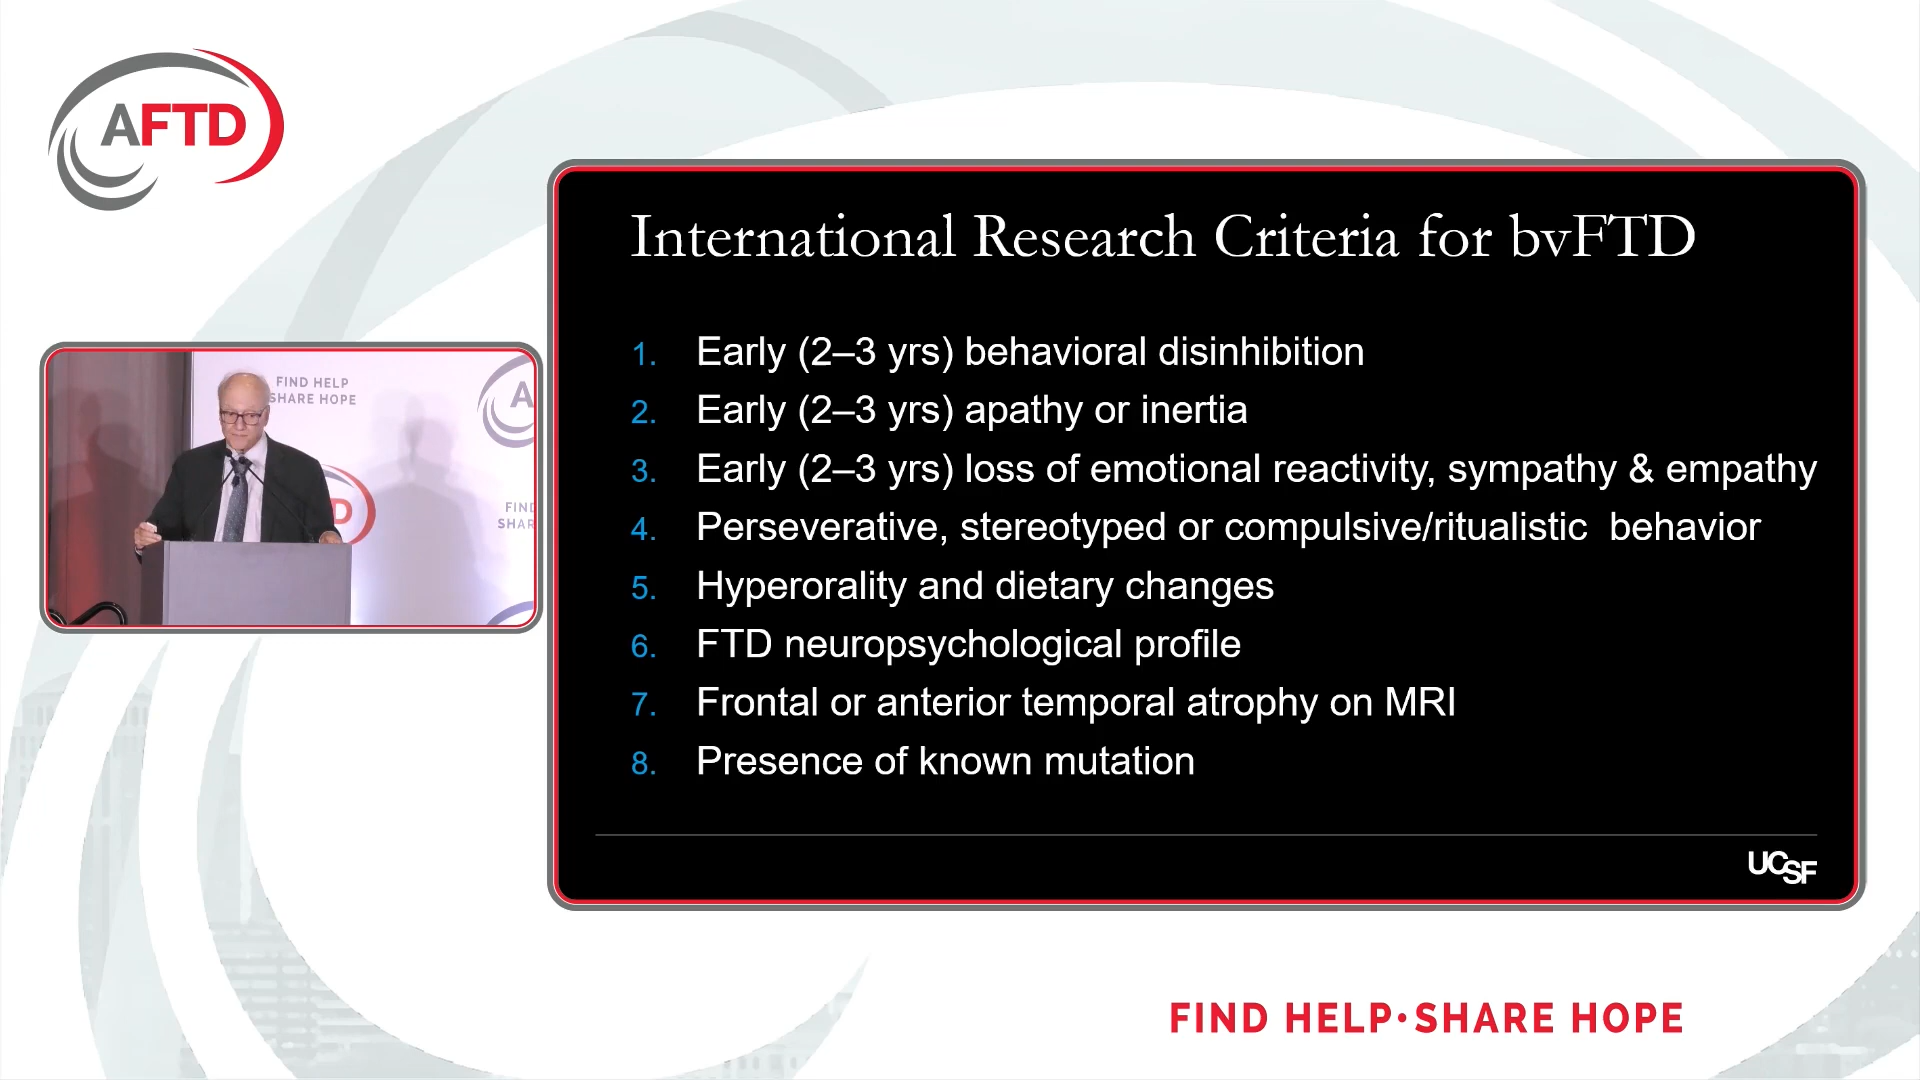 AFTD
International Research Criteria for bvFTD
1. Early (2–3 yrs) behavioral disinhibition
2. Early (2–3 yrs) apathy or inertia
3. Early (2–3 yrs) loss of emotional reactivity, sympathy & empathy
4. Perseverative, stereotyped or compulsive/ritualistic behavior
5. Hyperorality and dietary changes
6. FTD neuropsychological profile
7. Frontal or anterior temporal atrophy on MRI
8. Presence of known mutation
UCSF
FIND HELP
SHARE HOPE
A
D
FIND
SHAR
FIND HELP•SHARE HOPE